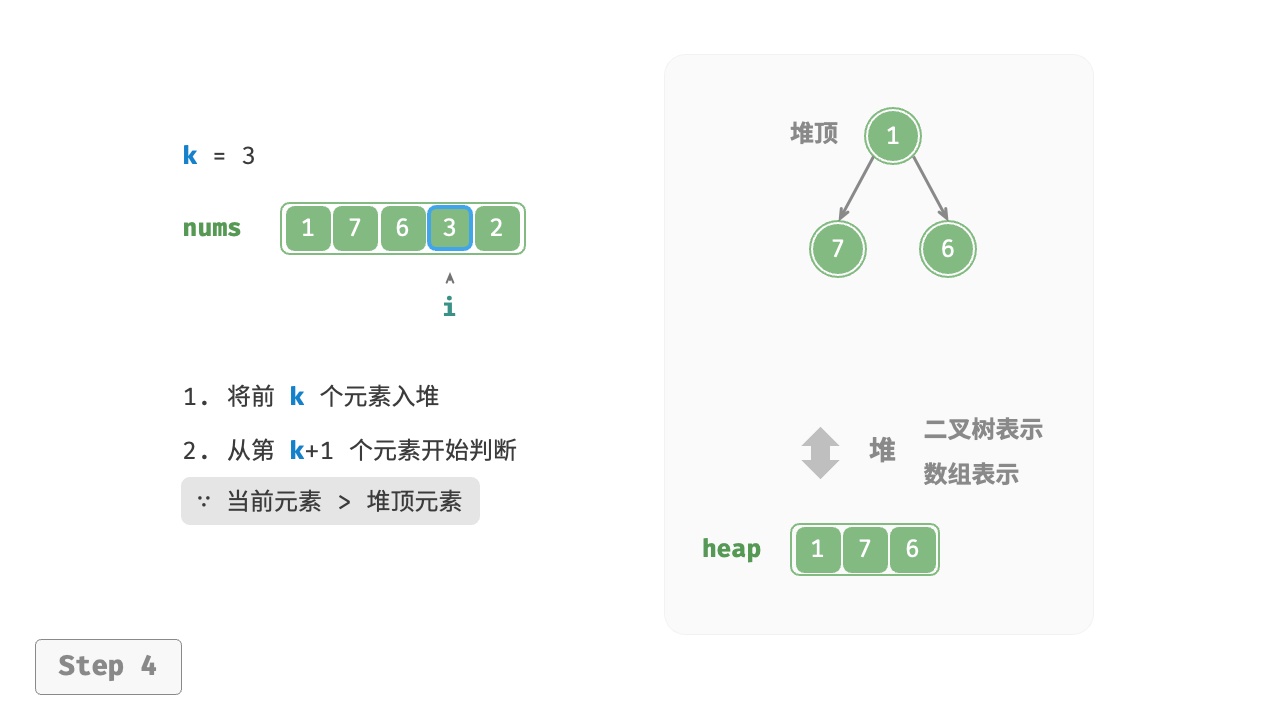 k = 3
nums 1 7 6 3 2
i
1. 将前 k 个元素入堆
2. 从第 k+1 个元素开始判断
∵ 当前元素 > 堆顶元素
Step 4
堆顶 1
7 6
堆
二叉树表示
数组表示
heap 1 7 6